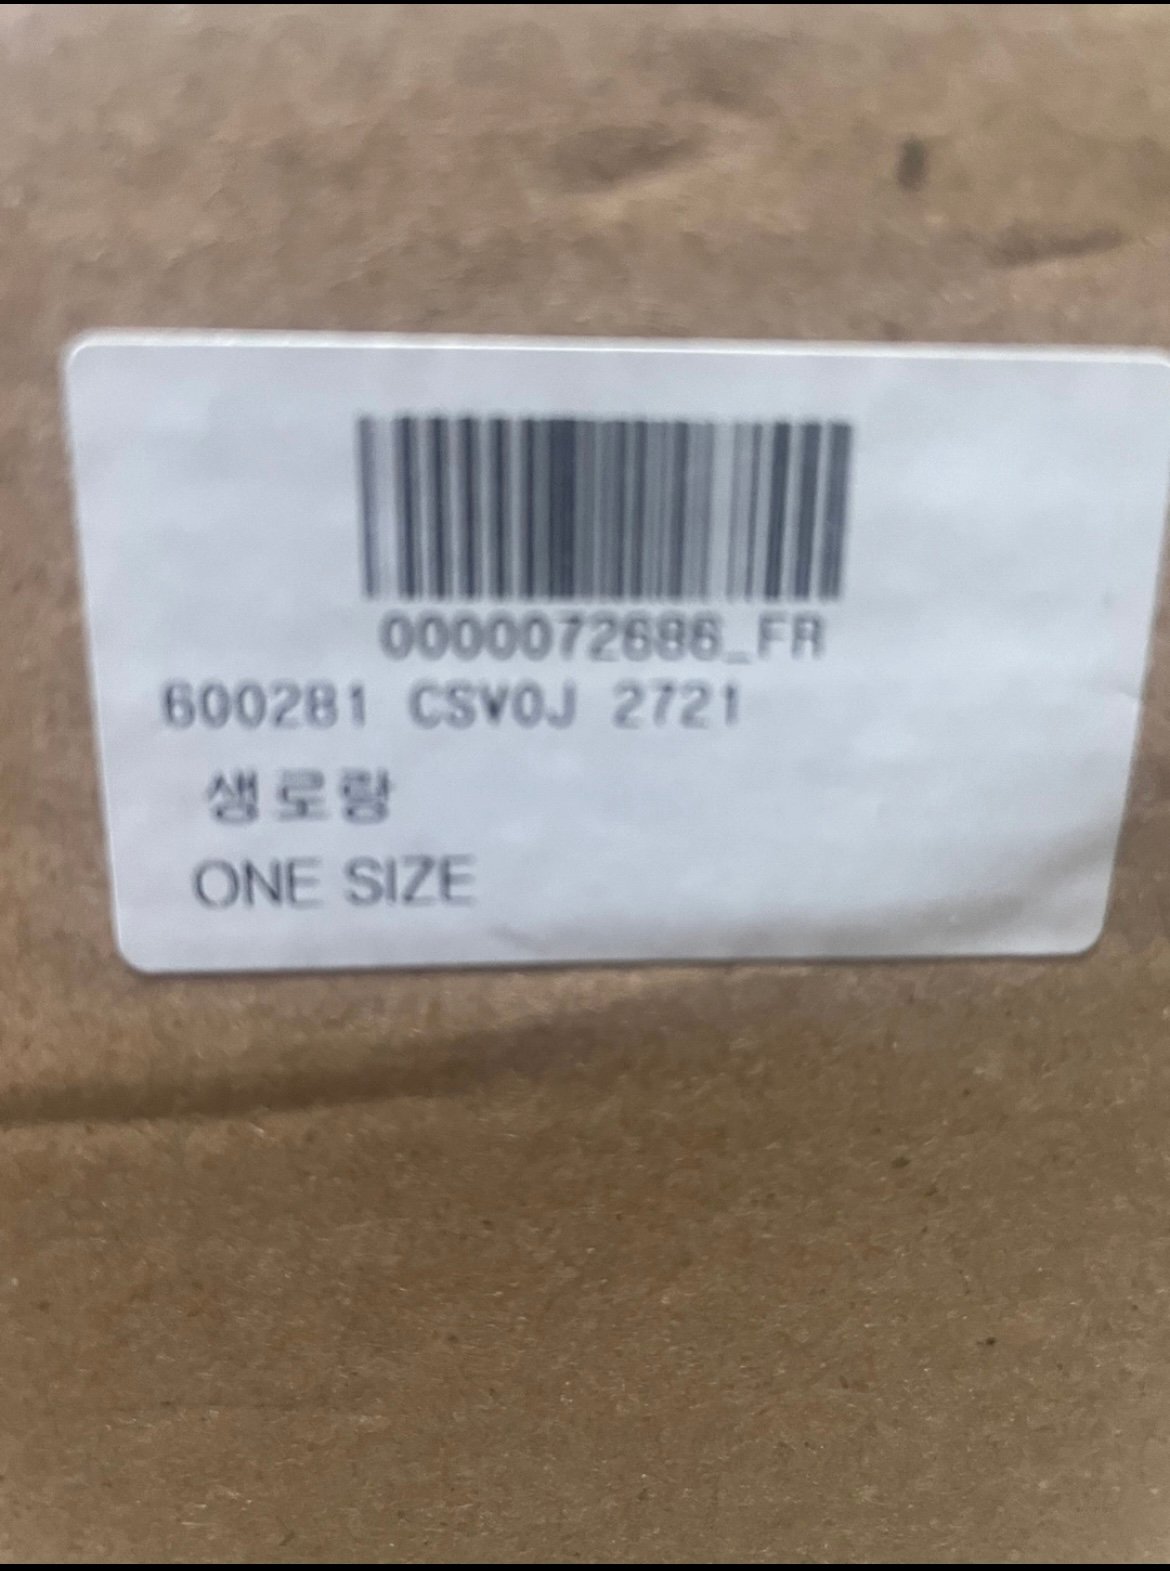 0000072686_FR
600281 CSV0J 2721
생로랑
ONE SIZE